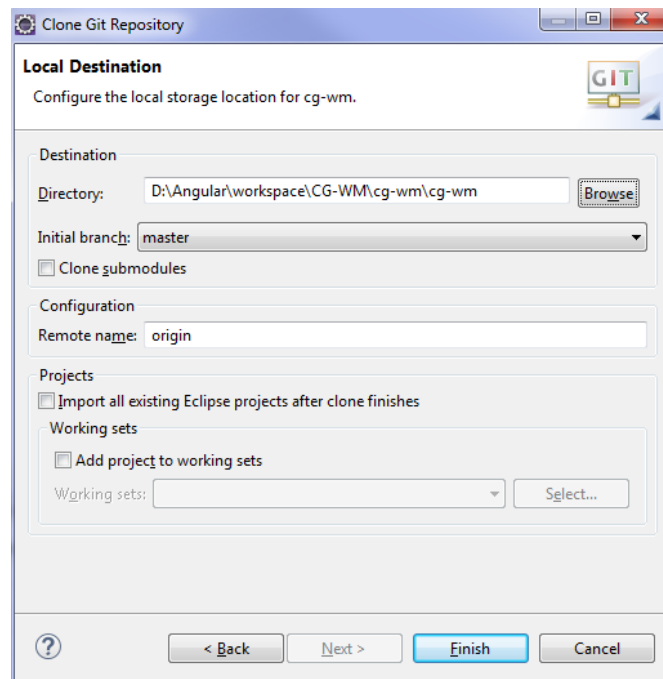 Clone Git Repository
Local Destination
Configure the local storage location for cg-wm.
GIT
Destination
Directory: D:\Angular\workspace\CG-WM\cg-wm\cg-wm Browse
Initial branch: master
Clone submodules
Configuration
Remote name: origin
Projects
Import all existing Eclipse projects after clone finishes
Working sets
Add project to working sets
Working sets: Select...
? < Back Next > Finish Cancel